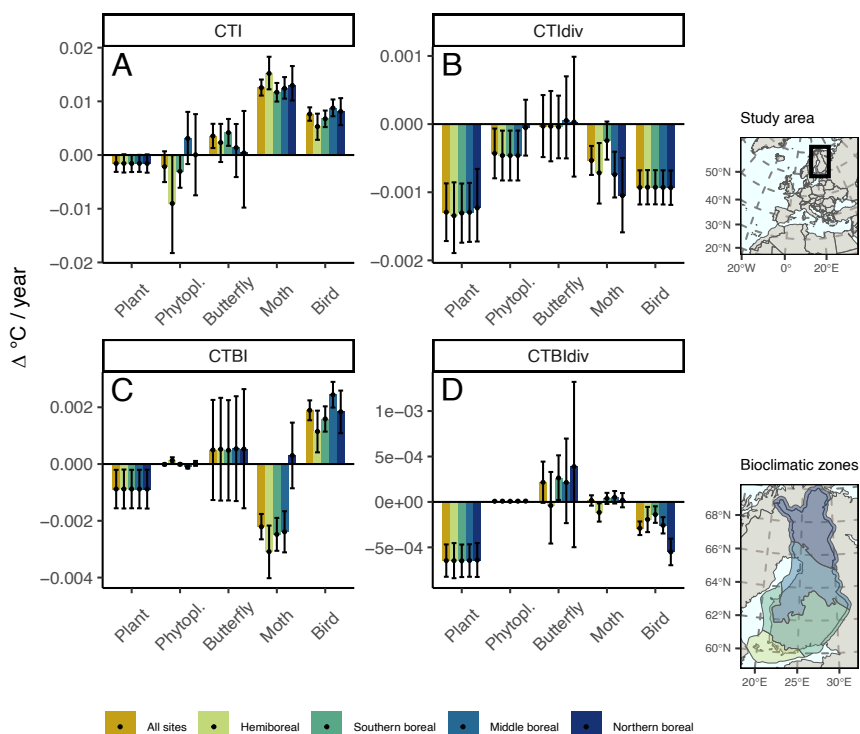 CTI
CTIdiv
A
B
0.02
0.01
0.00
−0.01
−0.02
0.001
0.000
−0.001
−0.002
Plant
Phytopl.
Butterfly
Moth
Bird
Plant
Phytopl.
Butterfly
Moth
Bird
Δ °C / year
CTBI
CTBIdiv
C
D
0.002
0.000
−0.002
−0.004
1e−03
5e−04
0e+00
−5e−04
Plant
Phytopl.
Butterfly
Moth
Bird
Plant
Phytopl.
Butterfly
Moth
Bird
Study area
50°N
40°N
30°N
20°N
20°W 0° 20°E
Bioclimatic zones
68°N
66°N
64°N
62°N
60°N
20°E 25°E 30°E
All sites Hemiboreal Southern boreal Middle boreal Northern boreal